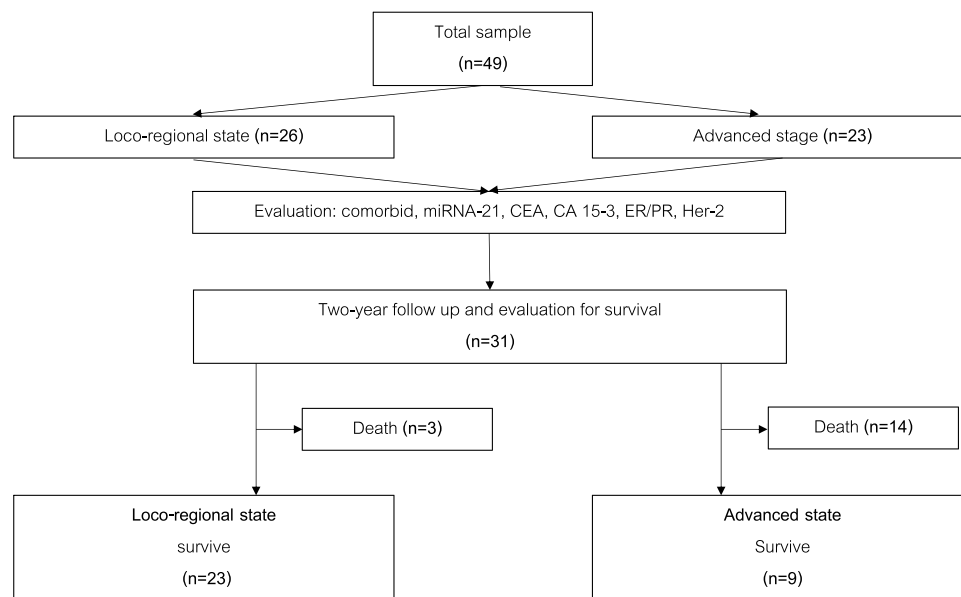 Total sample
(n=49)
Loco-regional state (n=26)
Advanced stage (n=23)
Evaluation: comorbid, miRNA-21, CEA, CA 15-3, ER/PR, Her-2
Two-year follow up and evaluation for survival
(n=31)
Death (n=3)
Death (n=14)
Loco-regional state
survive
(n=23)
Advanced state
Survive
(n=9)